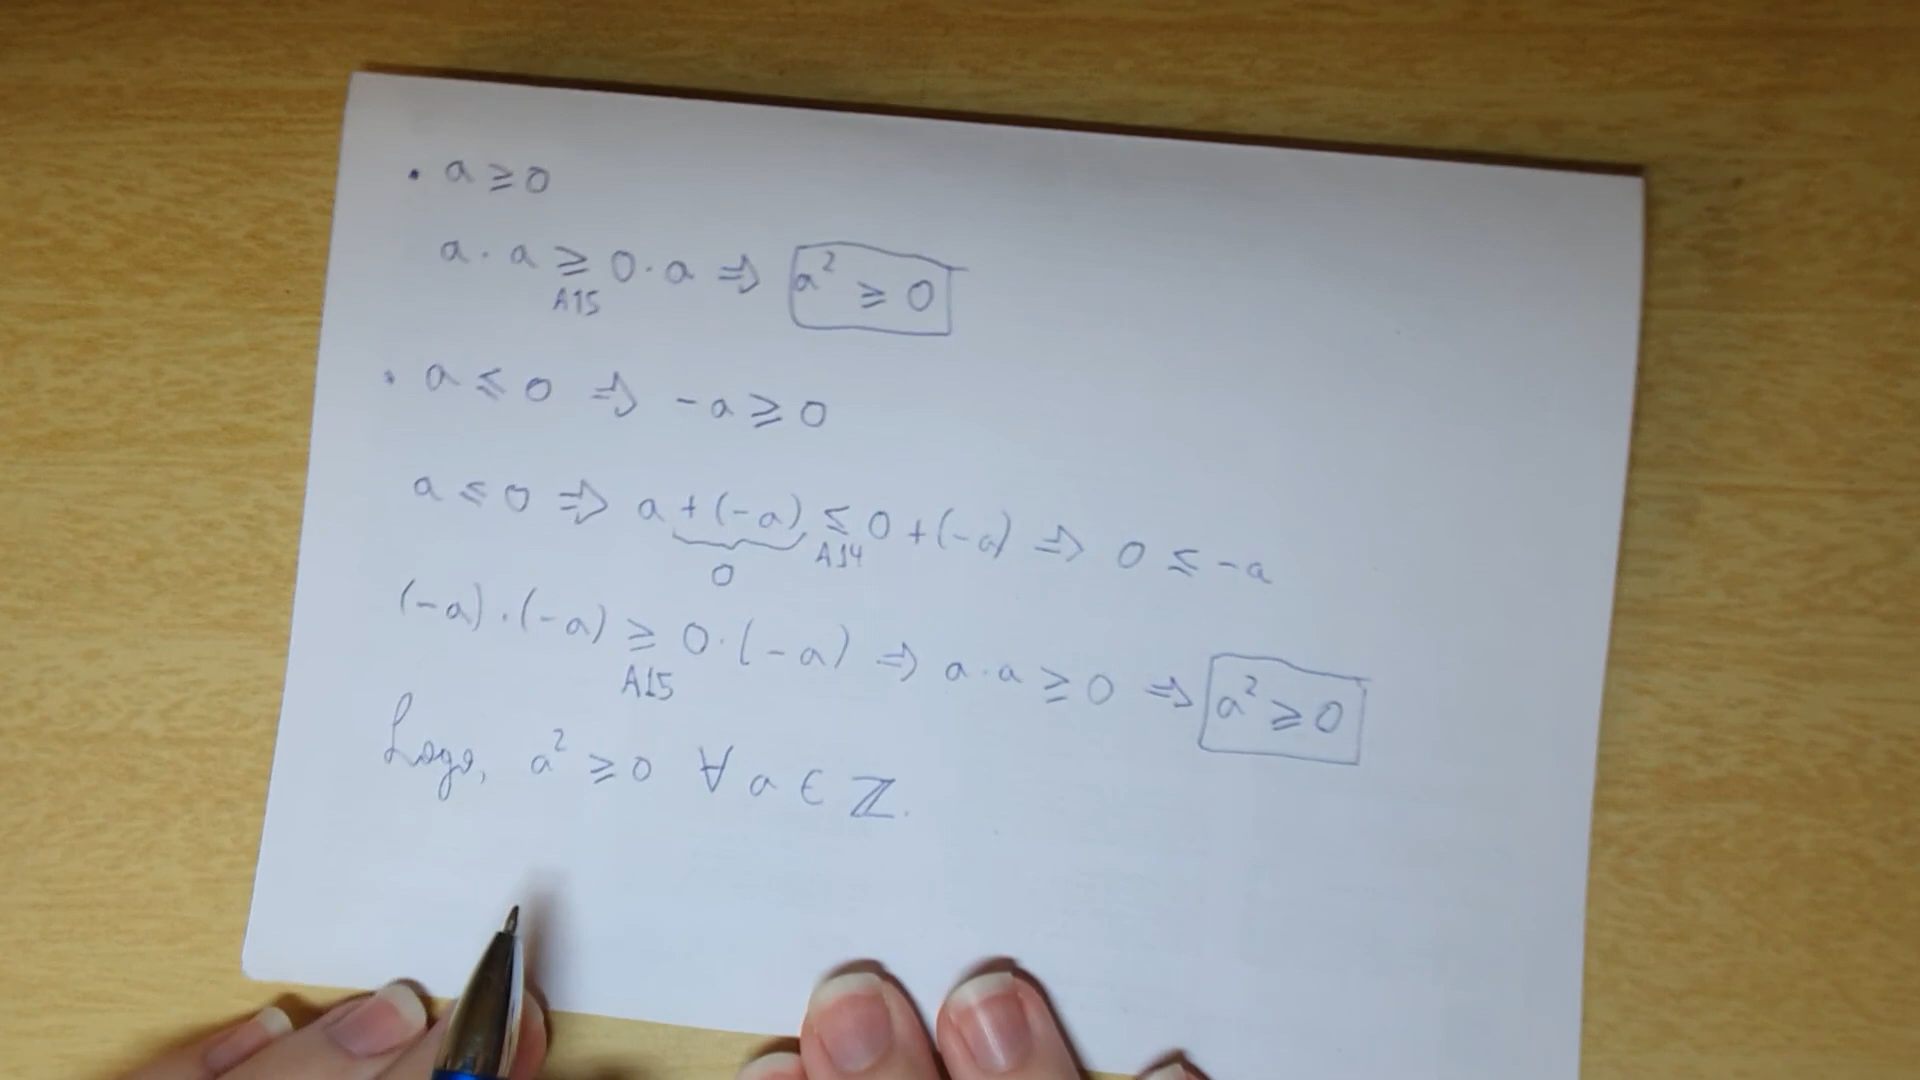 • a ≥ 0
a · a ≥ 0 · a ⇒ a² ≥ 0
A15
• a ≤ 0 ⇒ -a ≥ 0
a ≤ 0 ⇒ a + (-a) ≤ 0 + (-a) ⇒ 0 ≤ -a
0 A14
(-a) · (-a) ≥ 0 · (-a) ⇒ a · a ≥ 0 ⇒ a² ≥ 0
A15
Logo, a² ≥ 0 ∀ a ∈ ℤ.